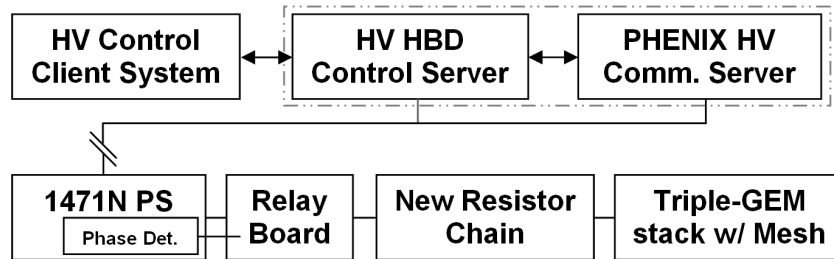 HV Control
Client System
HV HBD
Control Server
PHENIX HV
Comm. Server
1471N PS
Phase Det.
Relay
Board
New Resistor
Chain
Triple-GEM
stack w/ Mesh